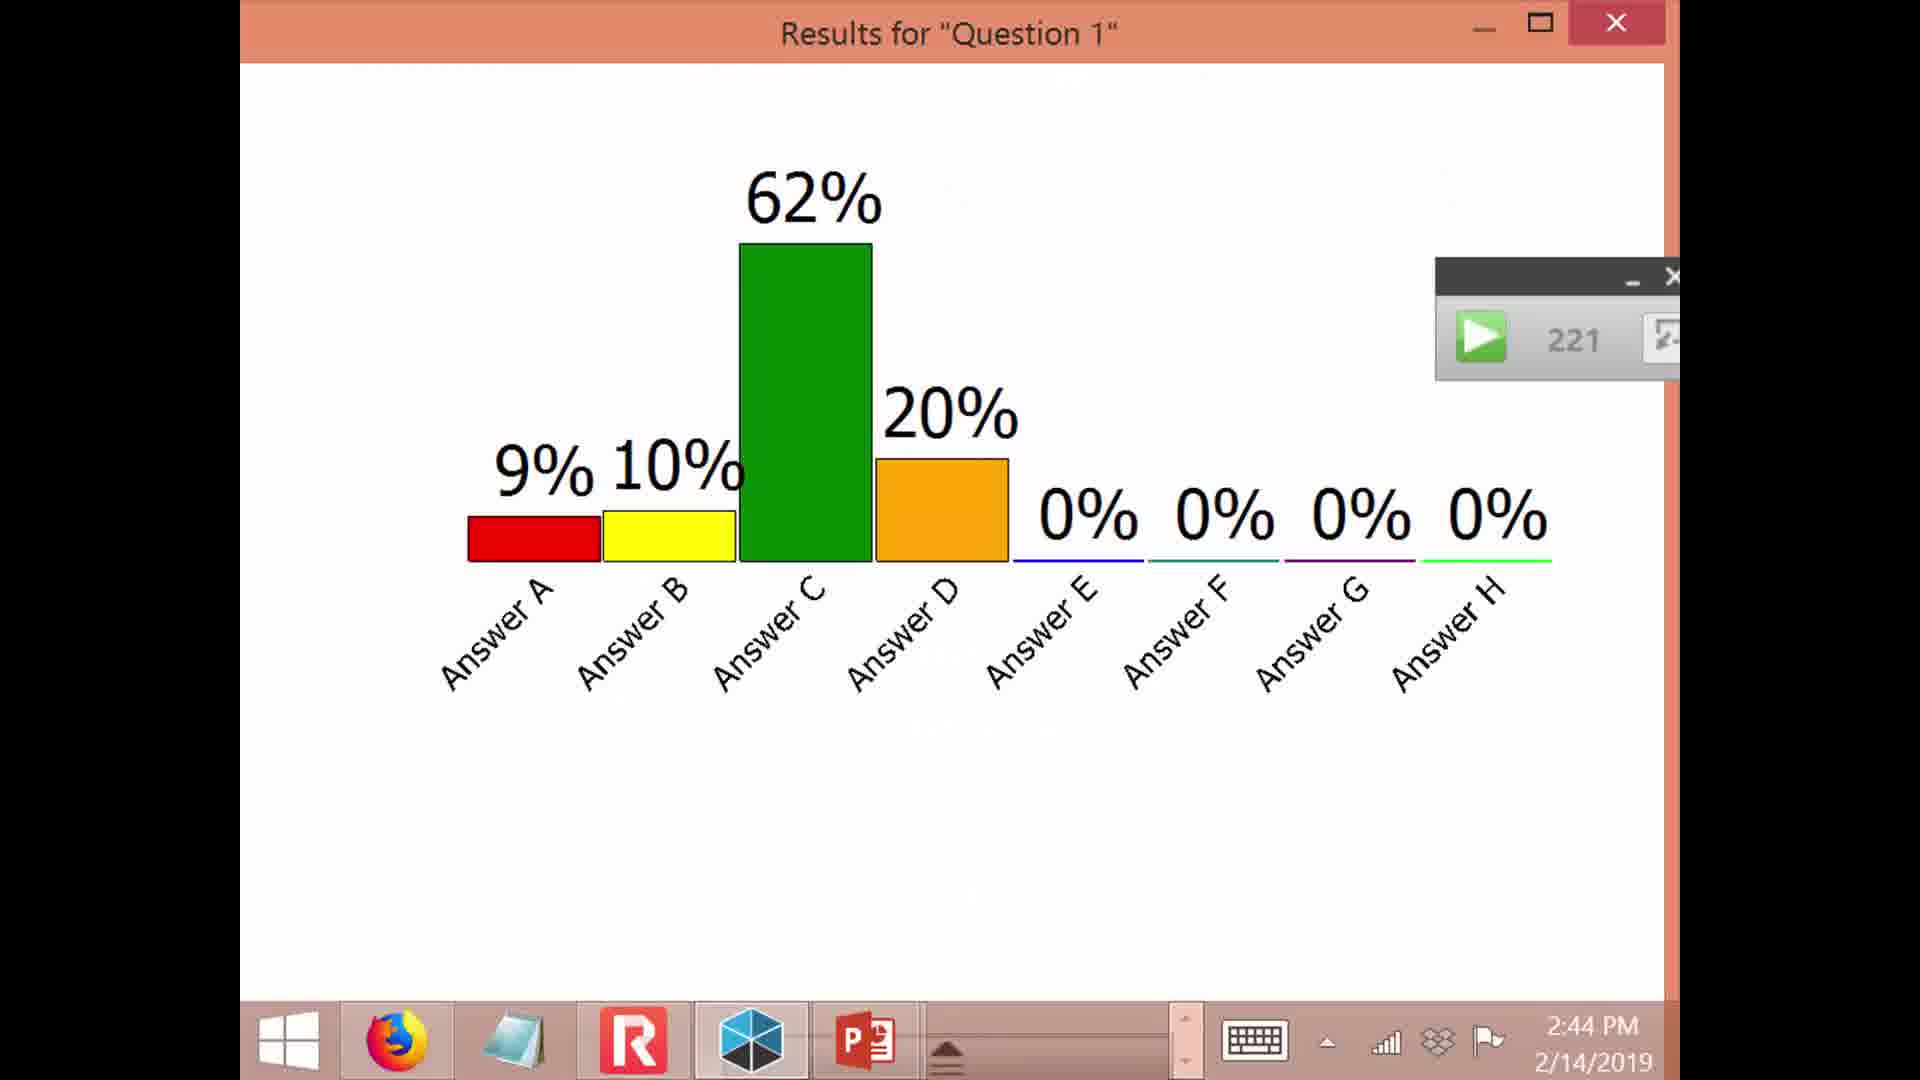 Results for "Question 1"
62%
221
20%
9% 10%
0% 0% 0% 0%
Answer A Answer B Answer C Answer D Answer E Answer F Answer G Answer H
R
P
2:44 PM
2/14/2019